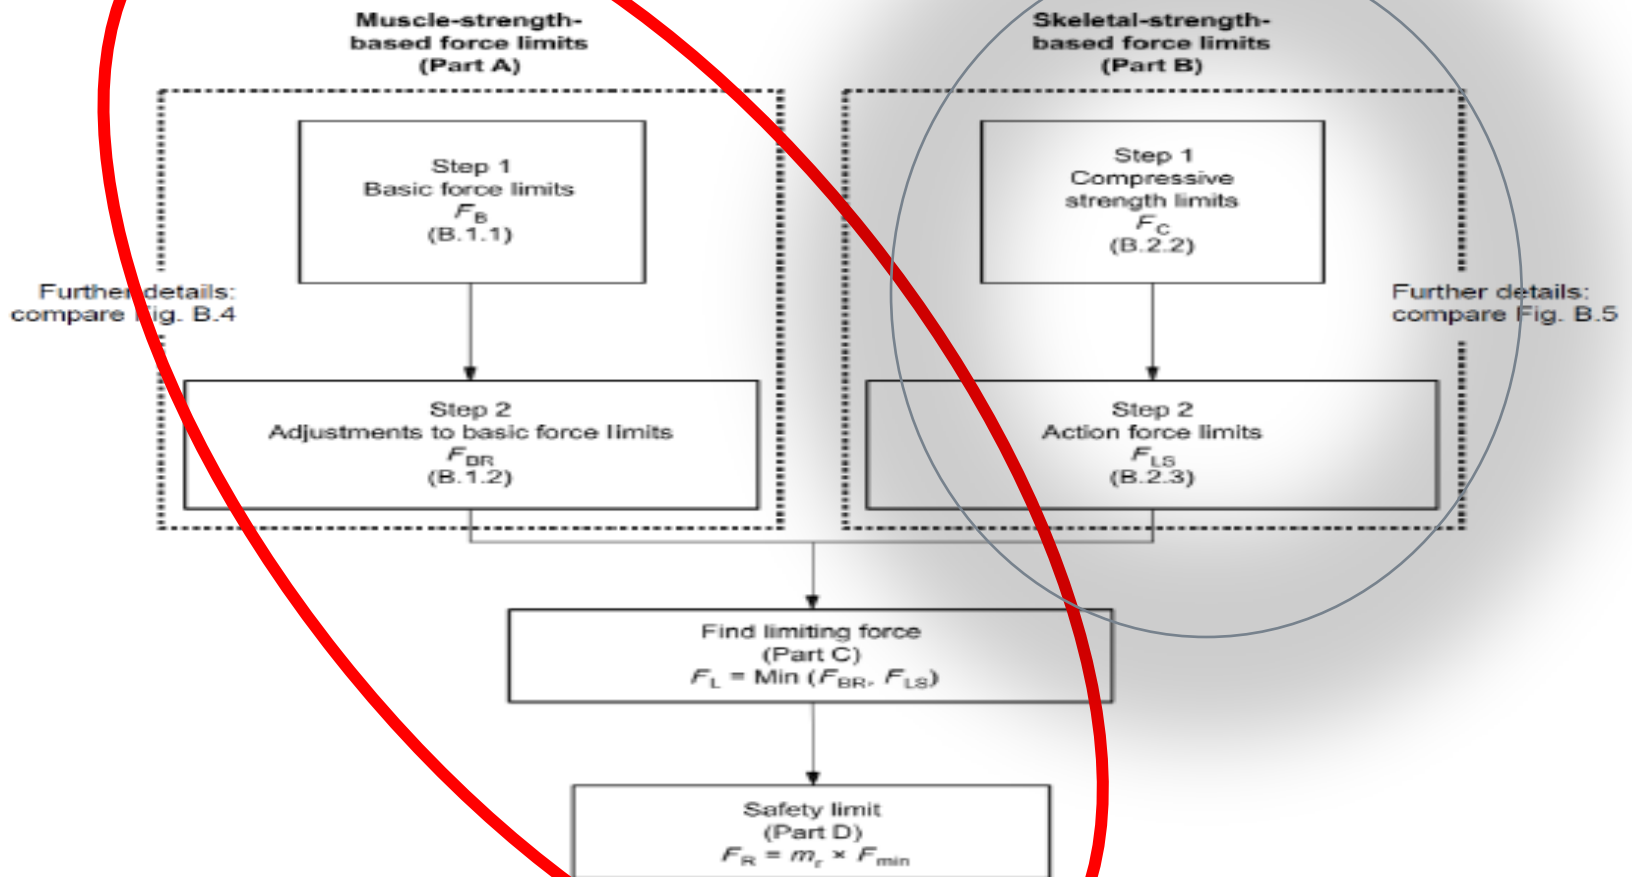 Muscle-strength-
based force limits
(Part A)
Step 1
Basic force limits
FB
(B.1.1)
Further details:
compare Fig. B.4
Step 2
Adjustments to basic force limits
FBR
(B.1.2)
Skeletal-strength-
based force limits
(Part B)
Step 1
Compressive
strength limits
FC
(B.2.2)
Further details:
compare Fig. B.5
Step 2
Action force limits
FLS
(B.2.3)
Find limiting force
(Part C)
FL = Min (FBR, FLS)
Safety limit
(Part D)
FR = mr × Fmin